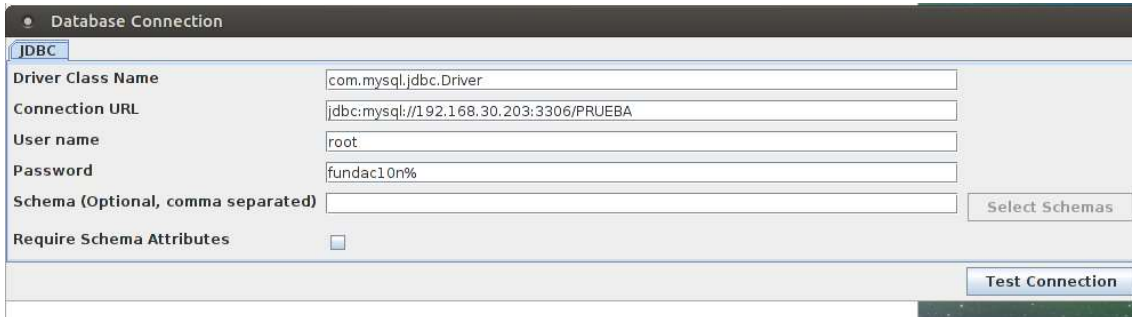 Database Connection
JDBC
Driver Class Name com.mysql.jdbc.Driver
Connection URL jdbc:mysql://192.168.30.203:3306/PRUEBA
User name root
Password fundac10n%
Schema (Optional, comma separated) Select Schemas
Require Schema Attributes
Test Connection